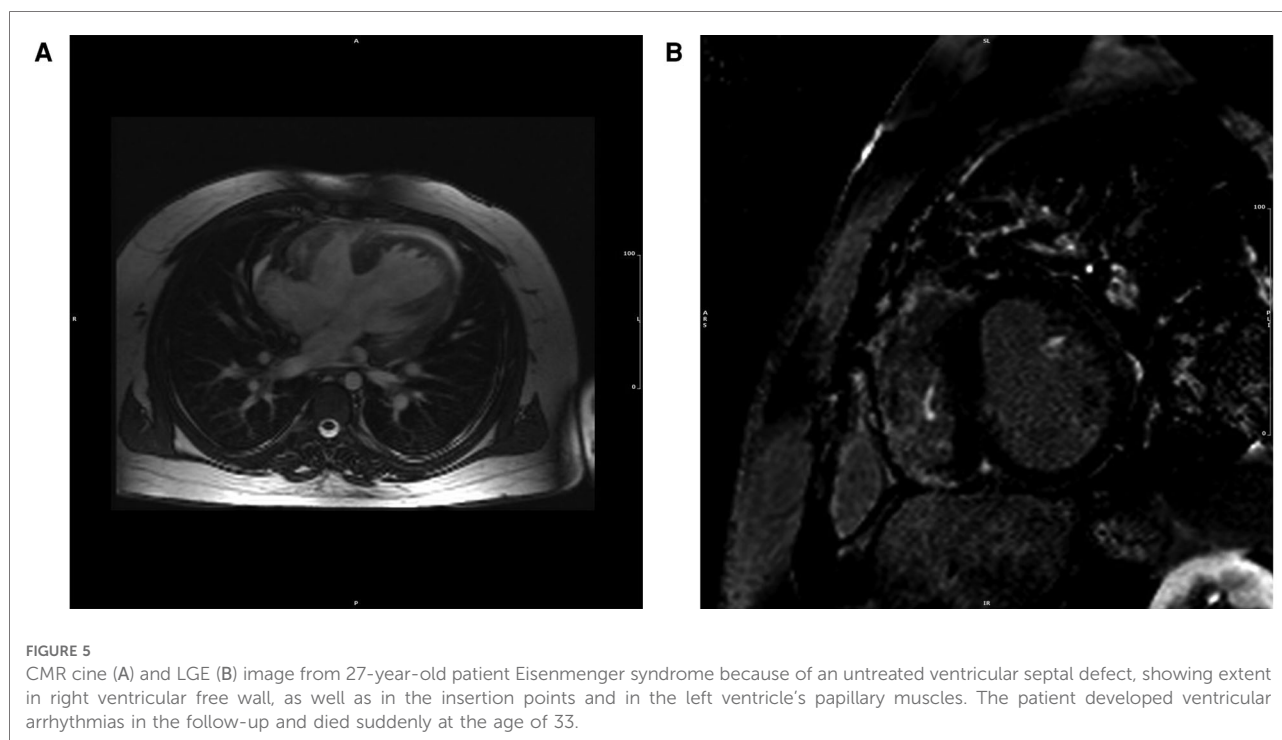 A
B
A
SL
100
100
R
L
A
R
S
P
L
I
0
0
P
IR
FIGURE 5
CMR cine (A) and LGE (B) image from 27-year-old patient Eisenmenger syndrome because of an untreated ventricular septal defect, showing extent
in right ventricular free wall, as well as in the insertion points and in the left ventricle’s papillary muscles. The patient developed ventricular
arrhythmias in the follow-up and died suddenly at the age of 33.